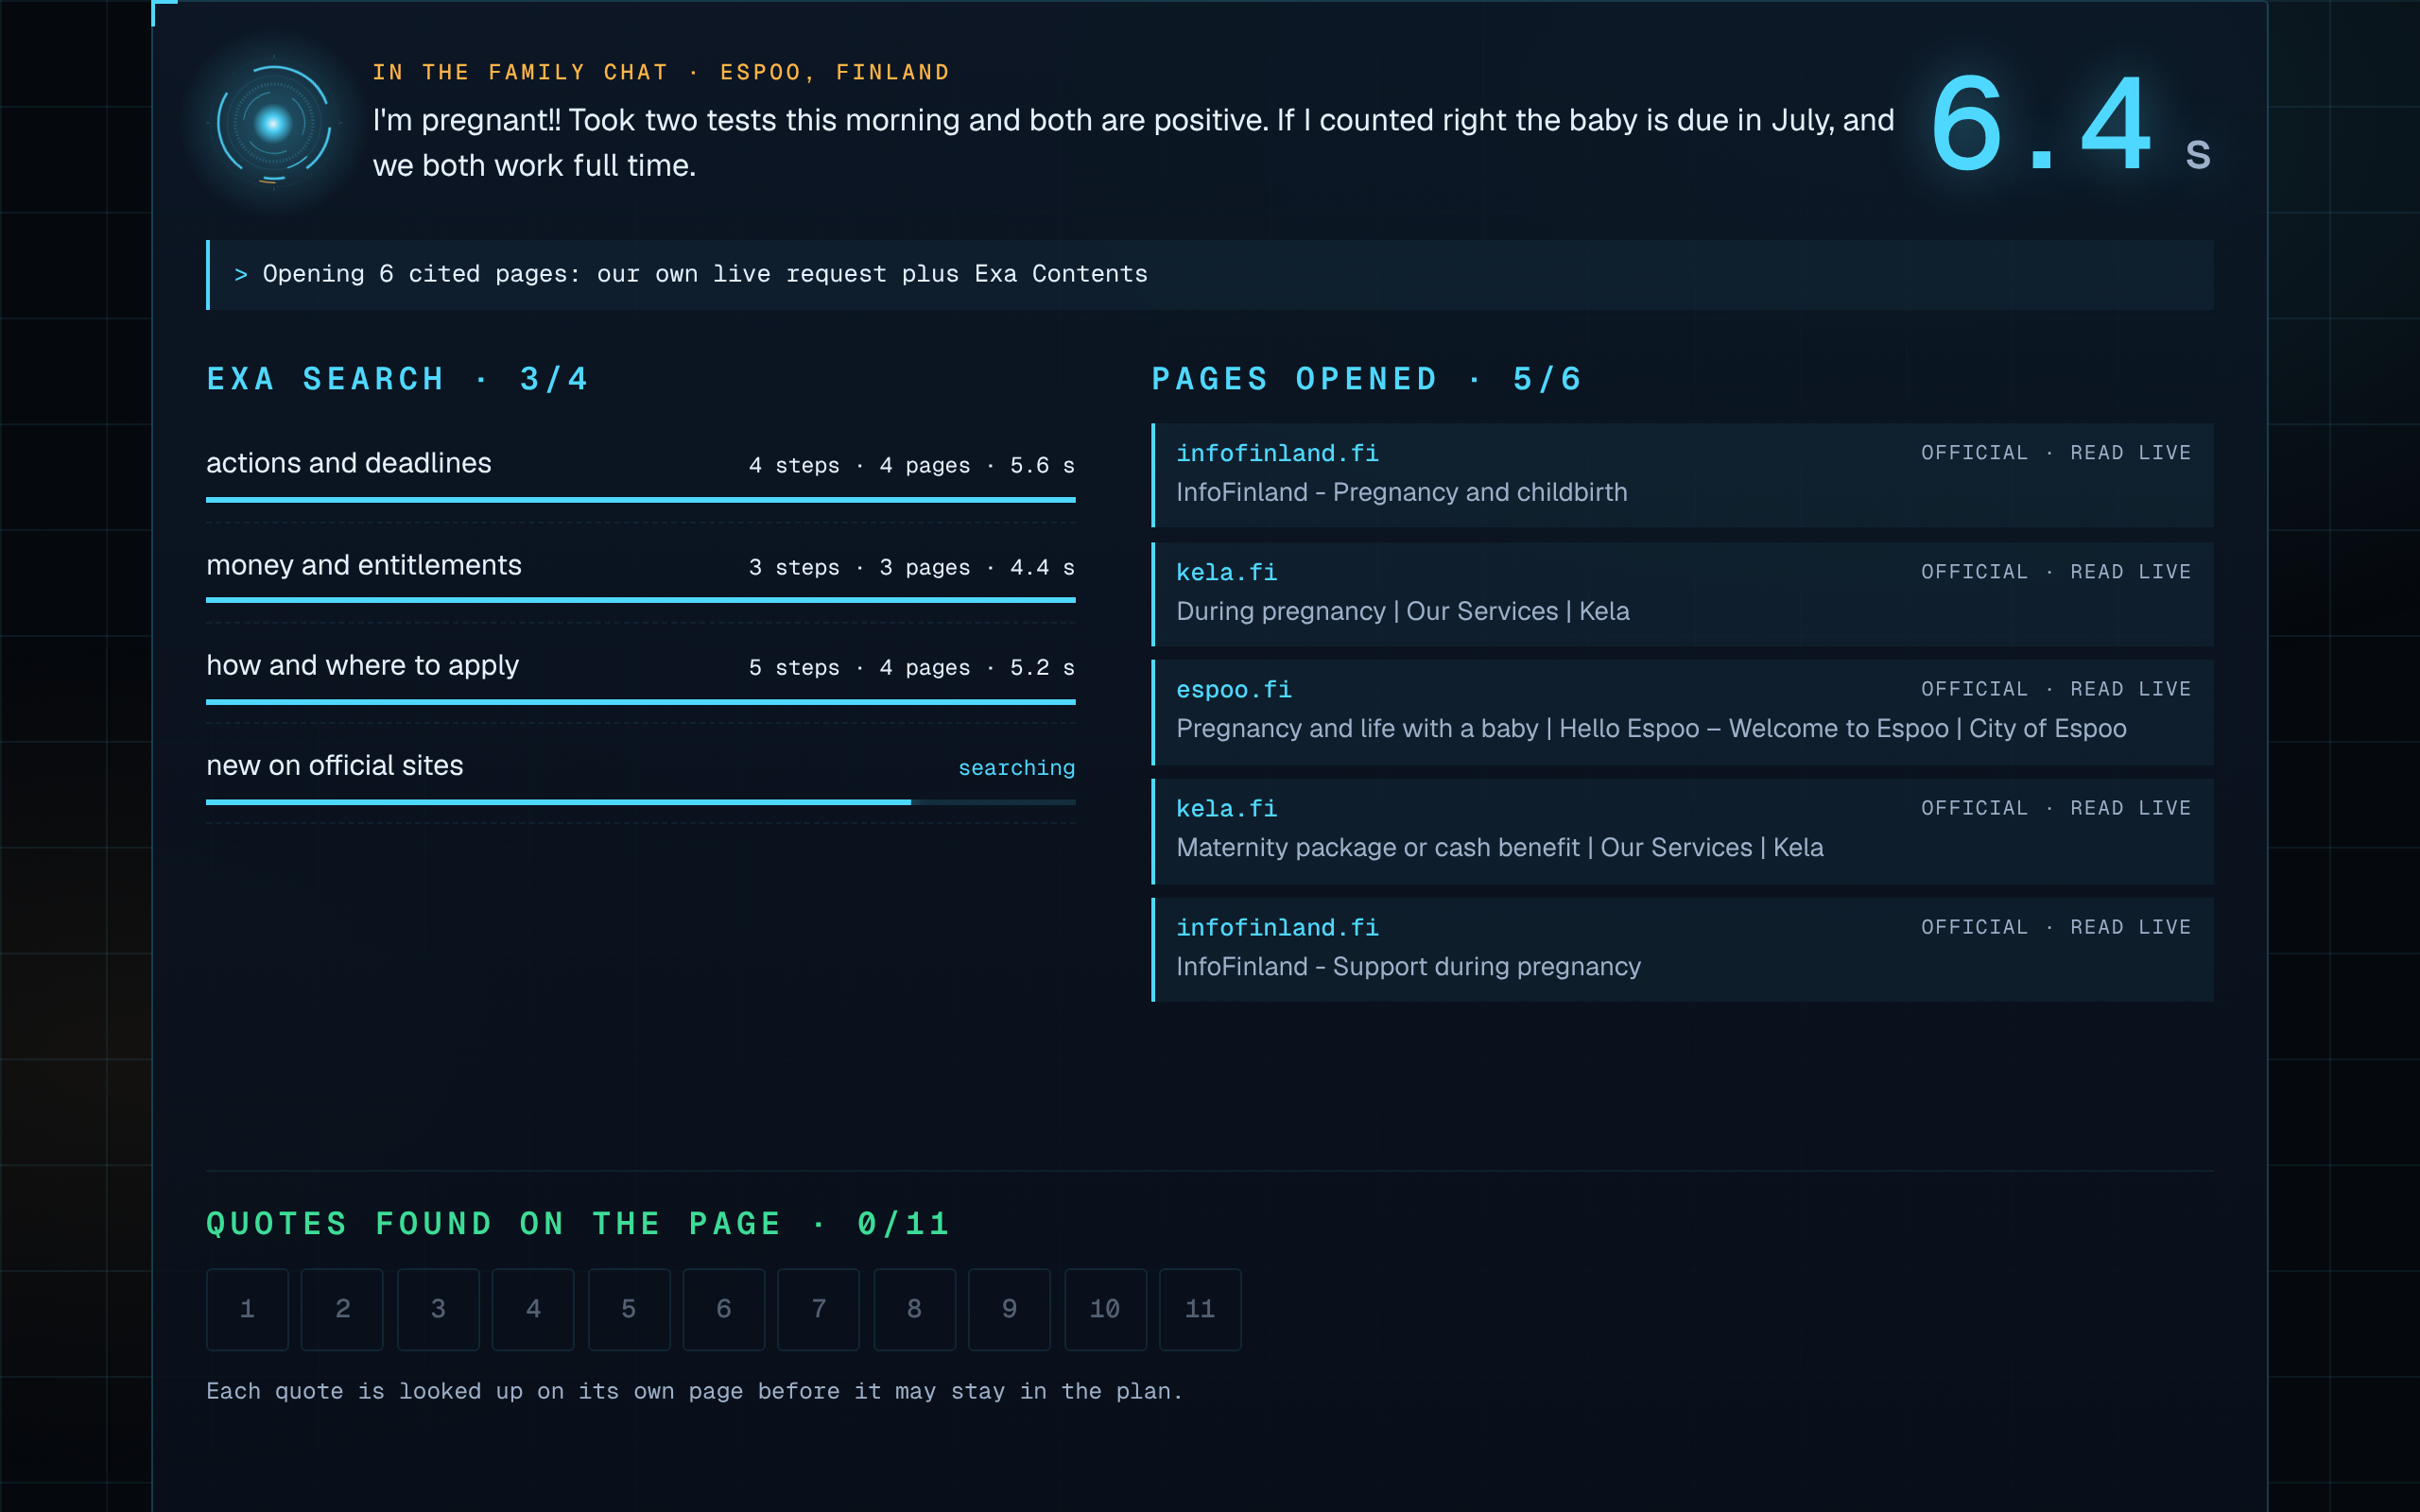 IN THE FAMILY CHAT · ESPOO, FINLAND
I'm pregnant!! Took two tests this morning and both are positive. If I counted right the baby is due in July, and
we both work full time.
6.4 s
> Opening 6 cited pages: our own live request plus Exa Contents
EXA SEARCH · 3/4
actions and deadlines 4 steps · 4 pages · 5.6 s
money and entitlements 3 steps · 3 pages · 4.4 s
how and where to apply 5 steps · 4 pages · 5.2 s
new on official sites searching
PAGES OPENED · 5/6
infofinland.fi OFFICIAL · READ LIVE
InfoFinland - Pregnancy and childbirth
kela.fi OFFICIAL · READ LIVE
During pregnancy | Our Services | Kela
espoo.fi OFFICIAL · READ LIVE
Pregnancy and life with a baby | Hello Espoo – Welcome to Espoo | City of Espoo
kela.fi OFFICIAL · READ LIVE
Maternity package or cash benefit | Our Services | Kela
infofinland.fi OFFICIAL · READ LIVE
InfoFinland - Support during pregnancy
QUOTES FOUND ON THE PAGE · 0/11
1 2 3 4 5 6 7 8 9 10 11
Each quote is looked up on its own page before it may stay in the plan.